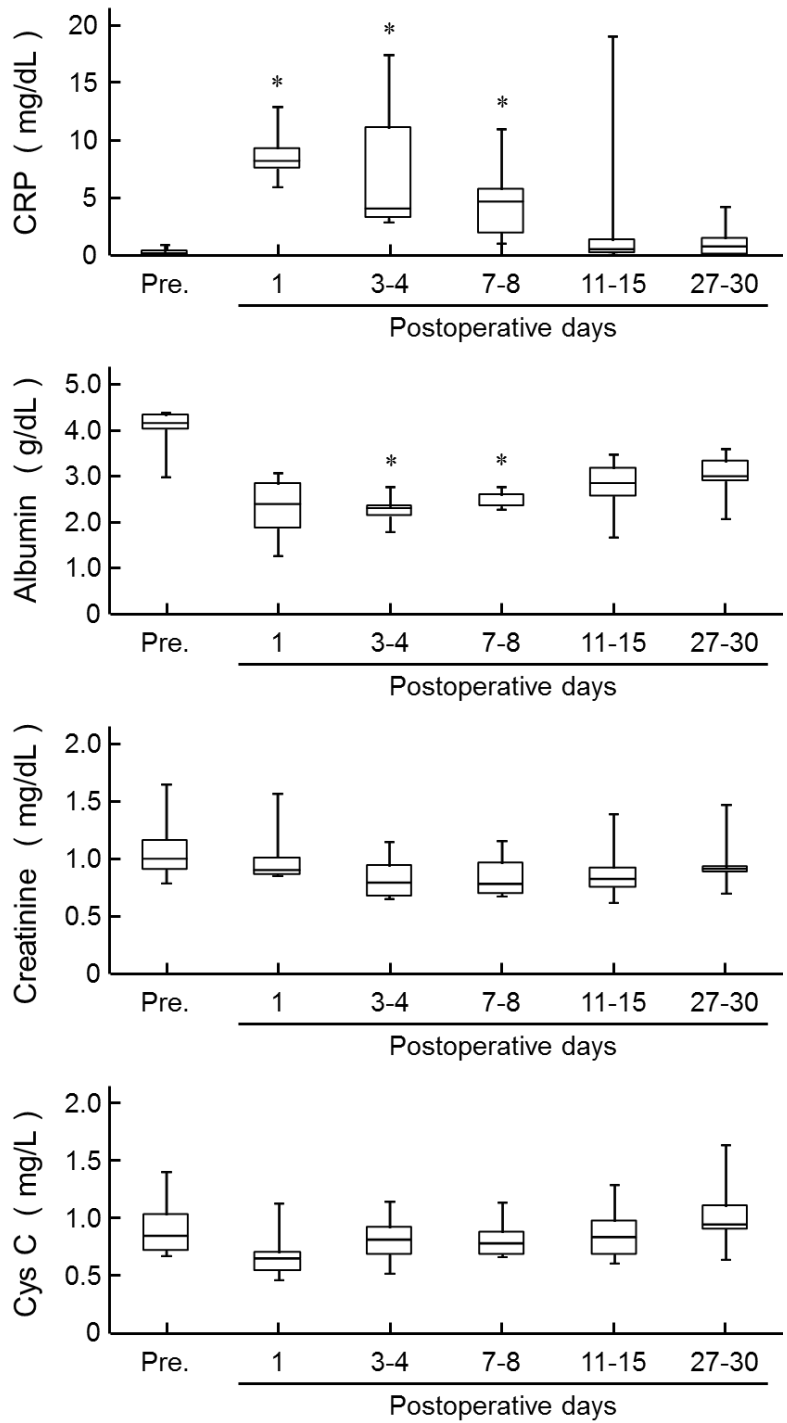 CRP ( mg/dL )
20
15
10
5
0
* * *
Pre. 1 3-4 7-8 11-15 27-30
Postoperative days
Albumin ( g/dL )
5.0
4.0
3.0
2.0
1.0
0
* *
Pre. 1 3-4 7-8 11-15 27-30
Postoperative days
Creatinine ( mg/dL )
2.0
1.5
1.0
0.5
0
Pre. 1 3-4 7-8 11-15 27-30
Postoperative days
Cys C ( mg/L )
2.0
1.5
1.0
0.5
0
Pre. 1 3-4 7-8 11-15 27-30
Postoperative days